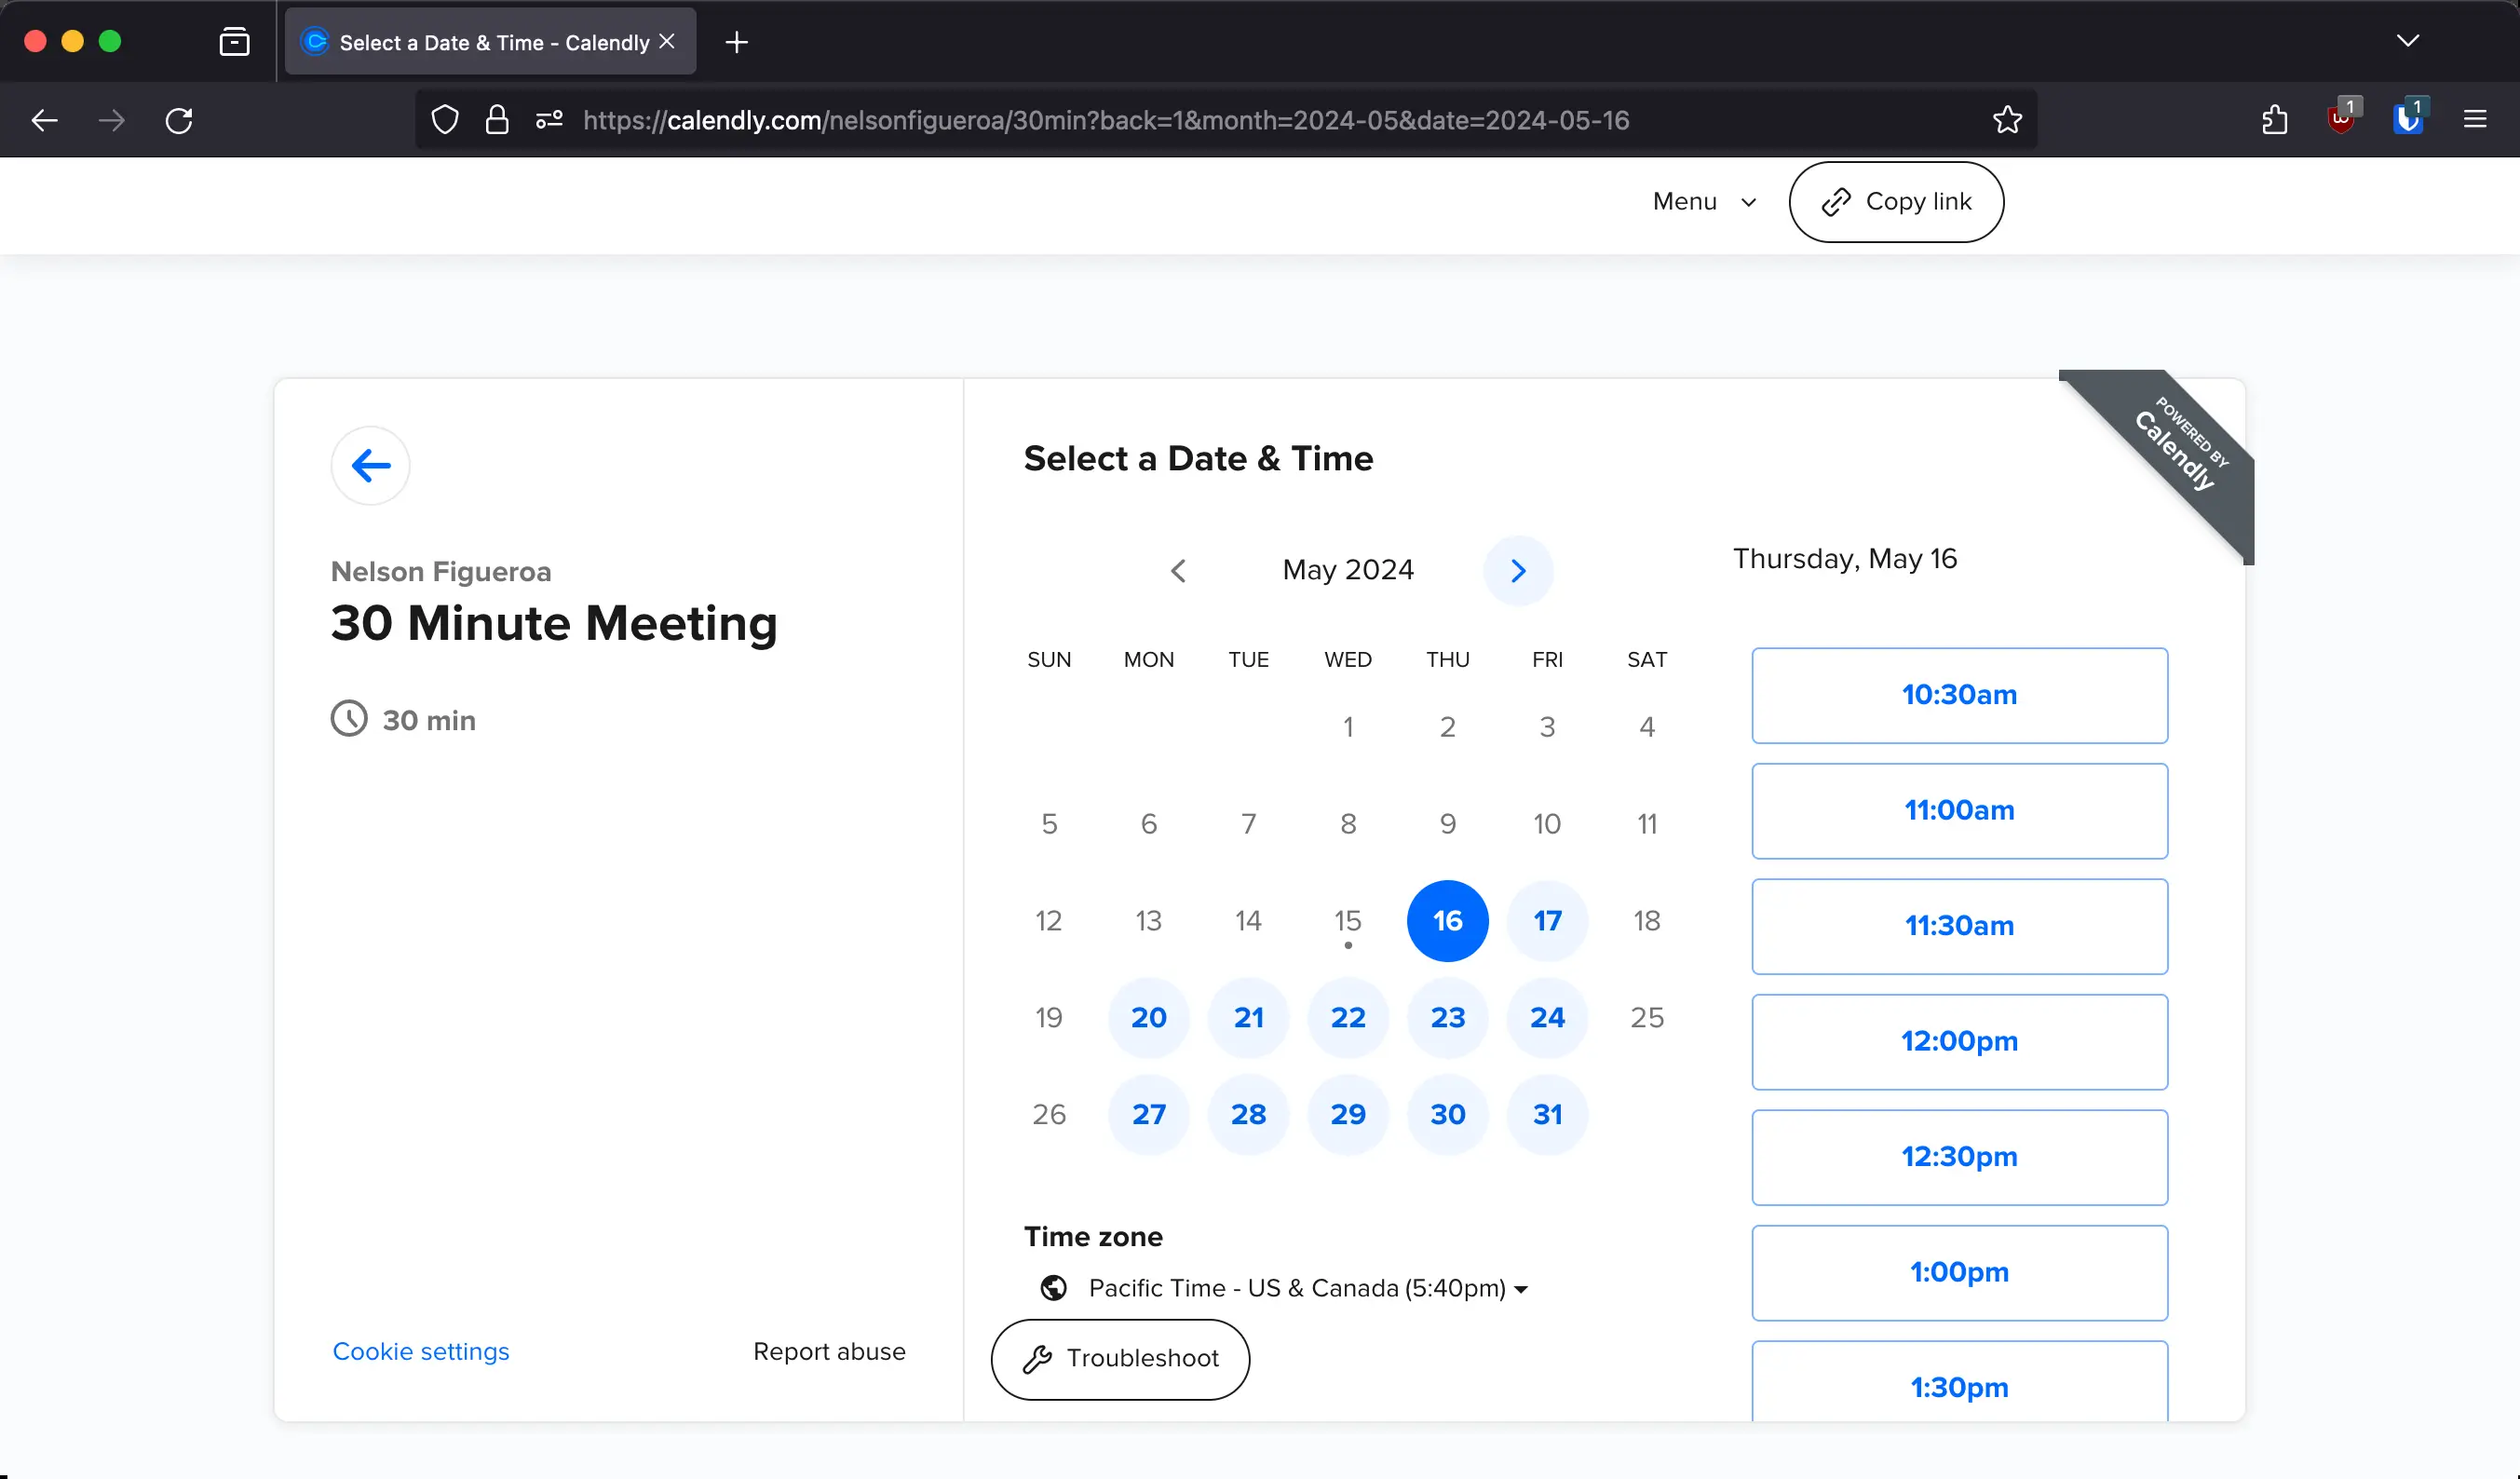 Select a Date & Time - Calendly
https://calendly.com/nelsonfigueroa/30min?back=1&month=2024-05&date=2024-05-16
1
1
Menu
Copy link
POWERED BY
Calendly
Nelson Figueroa
30 Minute Meeting
30 min
Cookie settings
Report abuse
Select a Date & Time
May 2024
SUN MON TUE WED THU FRI SAT
1 2 3 4
5 6 7 8 9 10 11
12 13 14 15 16 17 18
19 20 21 22 23 24 25
26 27 28 29 30 31
Time zone
Pacific Time - US & Canada (5:40pm)
Troubleshoot
Thursday, May 16
10:30am
11:00am
11:30am
12:00pm
12:30pm
1:00pm
1:30pm